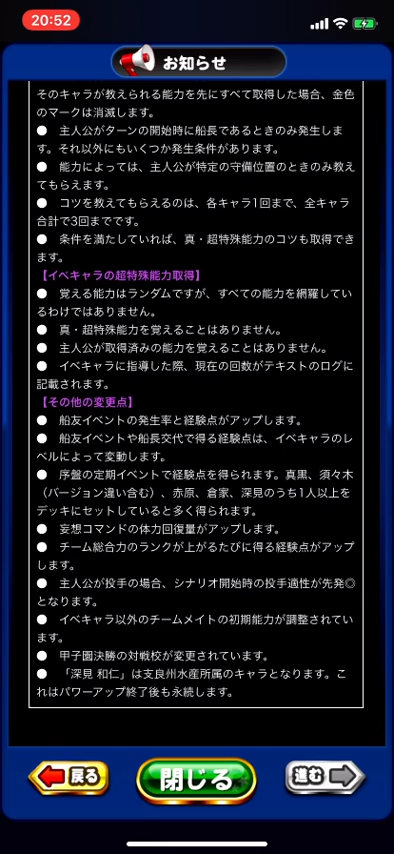 20:52
お知らせ
そのキャラが教えられる能力を先にすべて取得した場合、金色
のマークは消滅します。
● 主人公がターンの開始時に船長であるときのみ発生しま
す。それ以外にもいくつか発生条件があります。
● 能力によっては、主人公が特定の守備位置のときのみ教え
てもらえます。
● コツを教えてもらえるのは、各キャラ1回まで、全キャラ
合計で3回までです。
● 条件を満たしていれば、真・超特殊能力のコツも取得でき
ます。
【イベキャラの超特殊能力取得】
● 覚える能力はランダムですが、すべての能力を網羅してい
るわけではありません。
● 真・超特殊能力を覚えることはありません。
● 主人公が取得済みの能力を覚えることはありません。
● イベキャラに指導した際、現在の回数がテキストのログに
記載されます。
【その他の変更点】
● 船友イベントの発生率と経験点がアップします。
● 船友イベントや船長交代で得る経験点は、イベキャラのレ
ベルによって変動します。
● 序盤の定期イベントで経験点を得られます。真黒、須々木
（バージョン違い含む）、赤原、倉家、深見のうち1人以上を
デッキにセットしていると多く得られます。
● 妄想コマンドの体力回復量がアップします。
● チーム総合力のランクが上がるたびに得る経験点がアップ
します。
● 主人公が投手の場合、シナリオ開始時の投手適性が先発◎
となります。
● イベキャラ以外のチームメイトの初期能力が調整されてい
ます。
● 甲子園決勝の対戦校が変更されています。
● 「深見 和仁」は支良州水産所属のキャラとなります。こ
れはパワーアップ終了後も永続します。
戻る
閉じる
進む